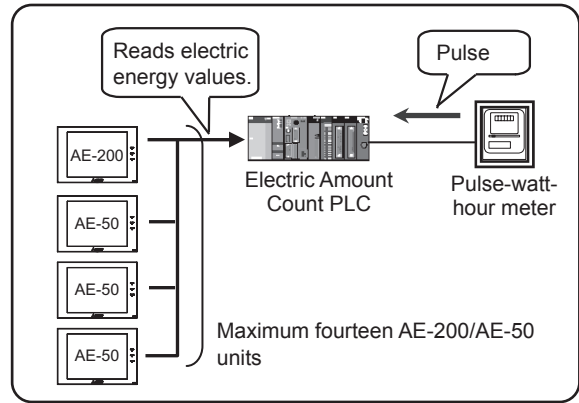 Reads electric
energy values.
Pulse
AE-200
AE-50
AE-50
AE-50
Electric Amount
Count PLC
Pulse-watt-
hour meter
Maximum fourteen AE-200/AE-50
units